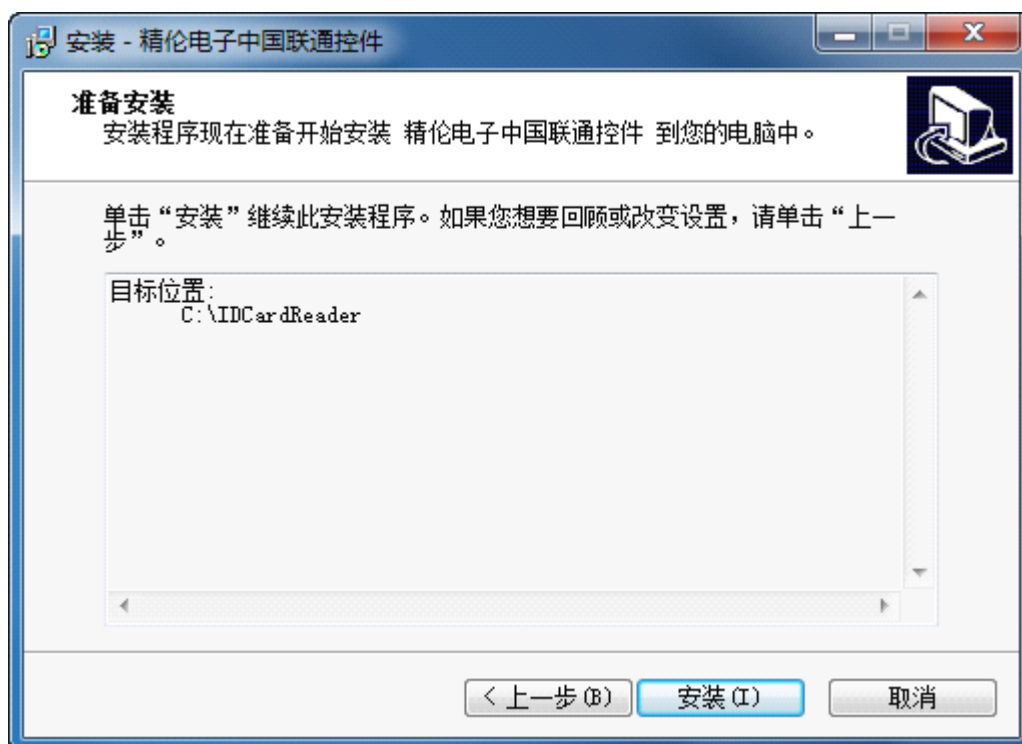 安装 - 精伦电子中国联通控件
准备安装
安装程序现在准备开始安装 精伦电子中国联通控件 到您的电脑中。
单击“安装”继续此安装程序。如果您想要回顾或改变设置，请单击“上一
步”。
目标位置:
C:\IDCardReader
< 上一步(B)
安装(I)
取消